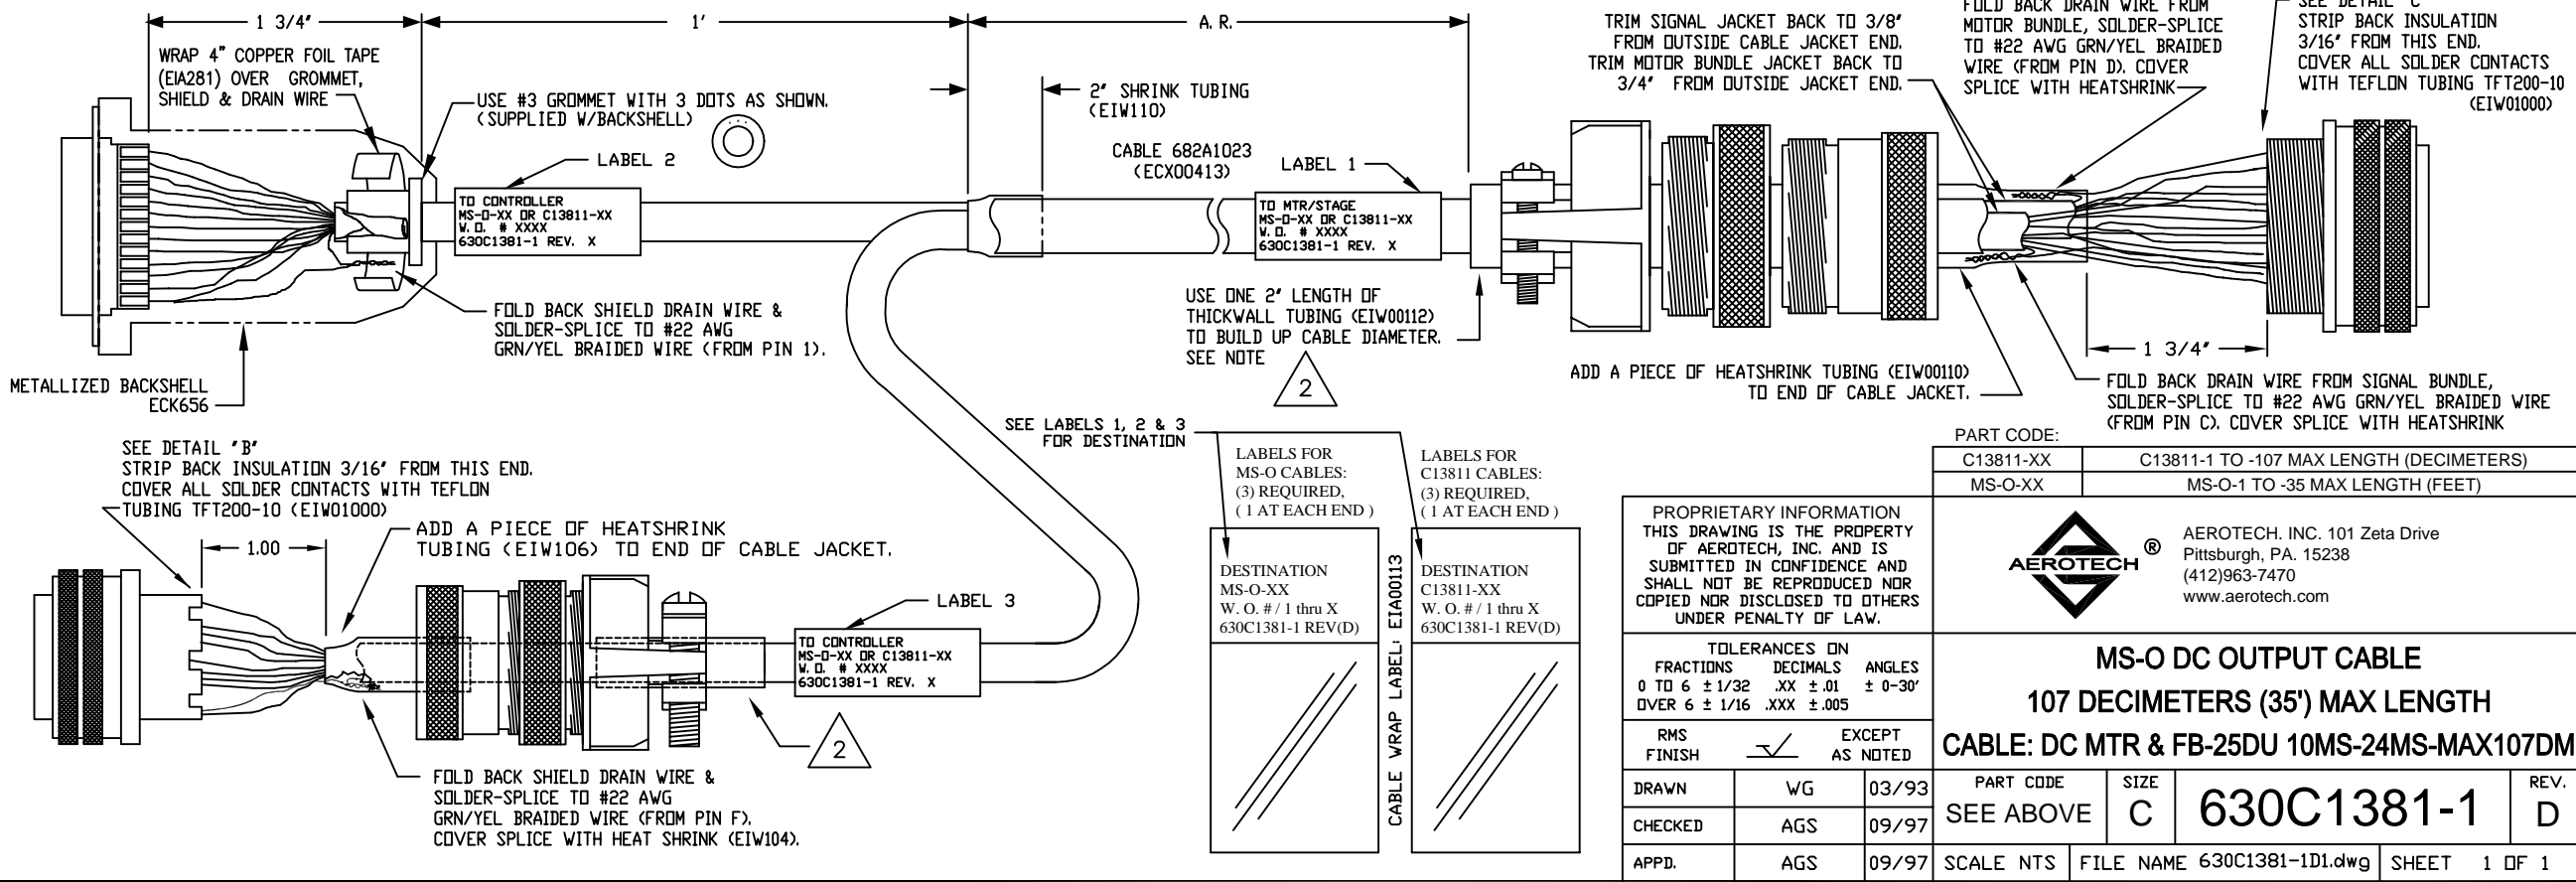 1 3/4"
1'
A.R.
WRAP 4" COPPER FOIL TAPE
(EIA281) OVER GROMMET,
SHIELD & DRAIN WIRE
USE #3 GROMMET WITH 3 DOTS AS SHOWN.
(SUPPLIED W/BACKSHELL)
2" SHRINK TUBING
(EIW110)
CABLE 682A1023
(ECX00413)
LABEL 2
LABEL 1
TO CONTROLLER
MS-O-XX OR C13811-XX
W.O. # XXXX
630C1381-1 REV. X
TO MTR/STAGE
MS-O-XX OR C13811-XX
W.O. # XXXX
630C1381-1 REV. X
TRIM SIGNAL JACKET BACK TO 3/8"
FROM OUTSIDE CABLE JACKET END.
TRIM MOTOR BUNDLE JACKET BACK TO
3/4" FROM OUTSIDE JACKET END.
FOLD BACK DRAIN WIRE FROM
MOTOR BUNDLE, SOLDER-SPLICE
TO #22 AWG GRN/YEL BRAIDED
WIRE (FROM PIN D). COVER
SPLICE WITH HEATSHRINK
SEE DETAIL "C"
STRIP BACK INSULATION
3/16" FROM THIS END.
COVER ALL SOLDER CONTACTS
WITH TEFLON TUBING TFT200-10
(EIW01000)
FOLD BACK SHIELD DRAIN WIRE &
SOLDER-SPLICE TO #22 AWG
GRN/YEL BRAIDED WIRE (FROM PIN 1).
METALLIZED BACKSHELL
ECK656
USE ONE 2" LENGTH OF
THICKWALL TUBING (EIW00112)
TO BUILD UP CABLE DIAMETER.
SEE NOTE
2
ADD A PIECE OF HEATSHRINK TUBING (EIW00110)
TO END OF CABLE JACKET.
1 3/4"
FOLD BACK DRAIN WIRE FROM SIGNAL BUNDLE,
SOLDER-SPLICE TO #22 AWG GRN/YEL BRAIDED WIRE
(FROM PIN C). COVER SPLICE WITH HEATSHRINK
SEE DETAIL "B"
STRIP BACK INSULATION 3/16" FROM THIS END.
COVER ALL SOLDER CONTACTS WITH TEFLON
TUBING TFT200-10 (EIW01000)
1.00
ADD A PIECE OF HEATSHRINK
TUBING (EIW106) TO END OF CABLE JACKET.
LABEL 3
TO CONTROLLER
MS-O-XX OR C13811-XX
W.O. # XXXX
630C1381-1 REV. X
2
FOLD BACK SHIELD DRAIN WIRE &
SOLDER-SPLICE TO #22 AWG
GRN/YEL BRAIDED WIRE (FROM PIN F).
COVER SPLICE WITH HEAT SHRINK (EIW104).
SEE LABELS 1, 2 & 3
FOR DESTINATION
LABELS FOR
MS-O CABLES:
(3) REQUIRED,
( 1 AT EACH END )
DESTINATION
MS-O-XX
W. O. # / 1 thru X
630C1381-1 REV(D)
CABLE WRAP LABEL: EIA00113
LABELS FOR
C13811 CABLES:
(3) REQUIRED,
( 1 AT EACH END )
DESTINATION
C13811-XX
W. O. # / 1 thru X
630C1381-1 REV(D)
PART CODE:
C13811-XX C13811-1 TO -107 MAX LENGTH (DECIMETERS)
MS-O-XX MS-O-1 TO -35 MAX LENGTH (FEET)
PROPRIETARY INFORMATION
THIS DRAWING IS THE PROPERTY
OF AEROTECH, INC. AND IS
SUBMITTED IN CONFIDENCE AND
SHALL NOT BE REPRODUCED NOR
COPIED NOR DISCLOSED TO OTHERS
UNDER PENALTY OF LAW.
AEROTECH ®
AEROTECH. INC. 101 Zeta Drive
Pittsburgh, PA. 15238
(412)963-7470
www.aerotech.com
TOLERANCES ON
FRACTIONS DECIMALS ANGLES
0 TO 6 ± 1/32 .XX ± .01 ± 0-30'
OVER 6 ± 1/16 .XXX ± .005
RMS FINISH EXCEPT AS NOTED
MS-O DC OUTPUT CABLE
107 DECIMETERS (35') MAX LENGTH
CABLE: DC MTR & FB-25DU 10MS-24MS-MAX107DM
DRAWN WG 03/93
CHECKED AGS 09/97
APPD. AGS 09/97
PART CODE
SEE ABOVE
SIZE
C
630C1381-1
REV.
D
SCALE NTS FILE NAME 630C1381-1D1.dwg SHEET 1 OF 1